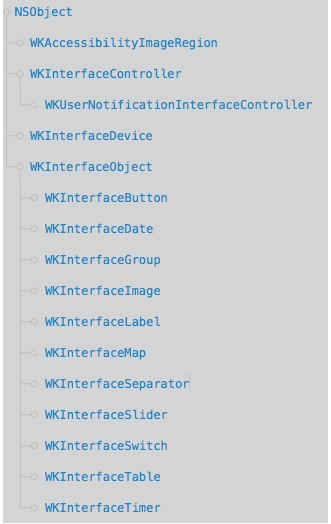 NSObject
WKAccessibilityImageRegion
WKInterfaceController
WKUserNotificationInterfaceController
WKInterfaceDevice
WKInterfaceObject
WKInterfaceButton
WKInterfaceDate
WKInterfaceGroup
WKInterfaceImage
WKInterfaceLabel
WKInterfaceMap
WKInterfaceSeparator
WKInterfaceSlider
WKInterfaceSwitch
WKInterfaceTable
WKInterfaceTimer